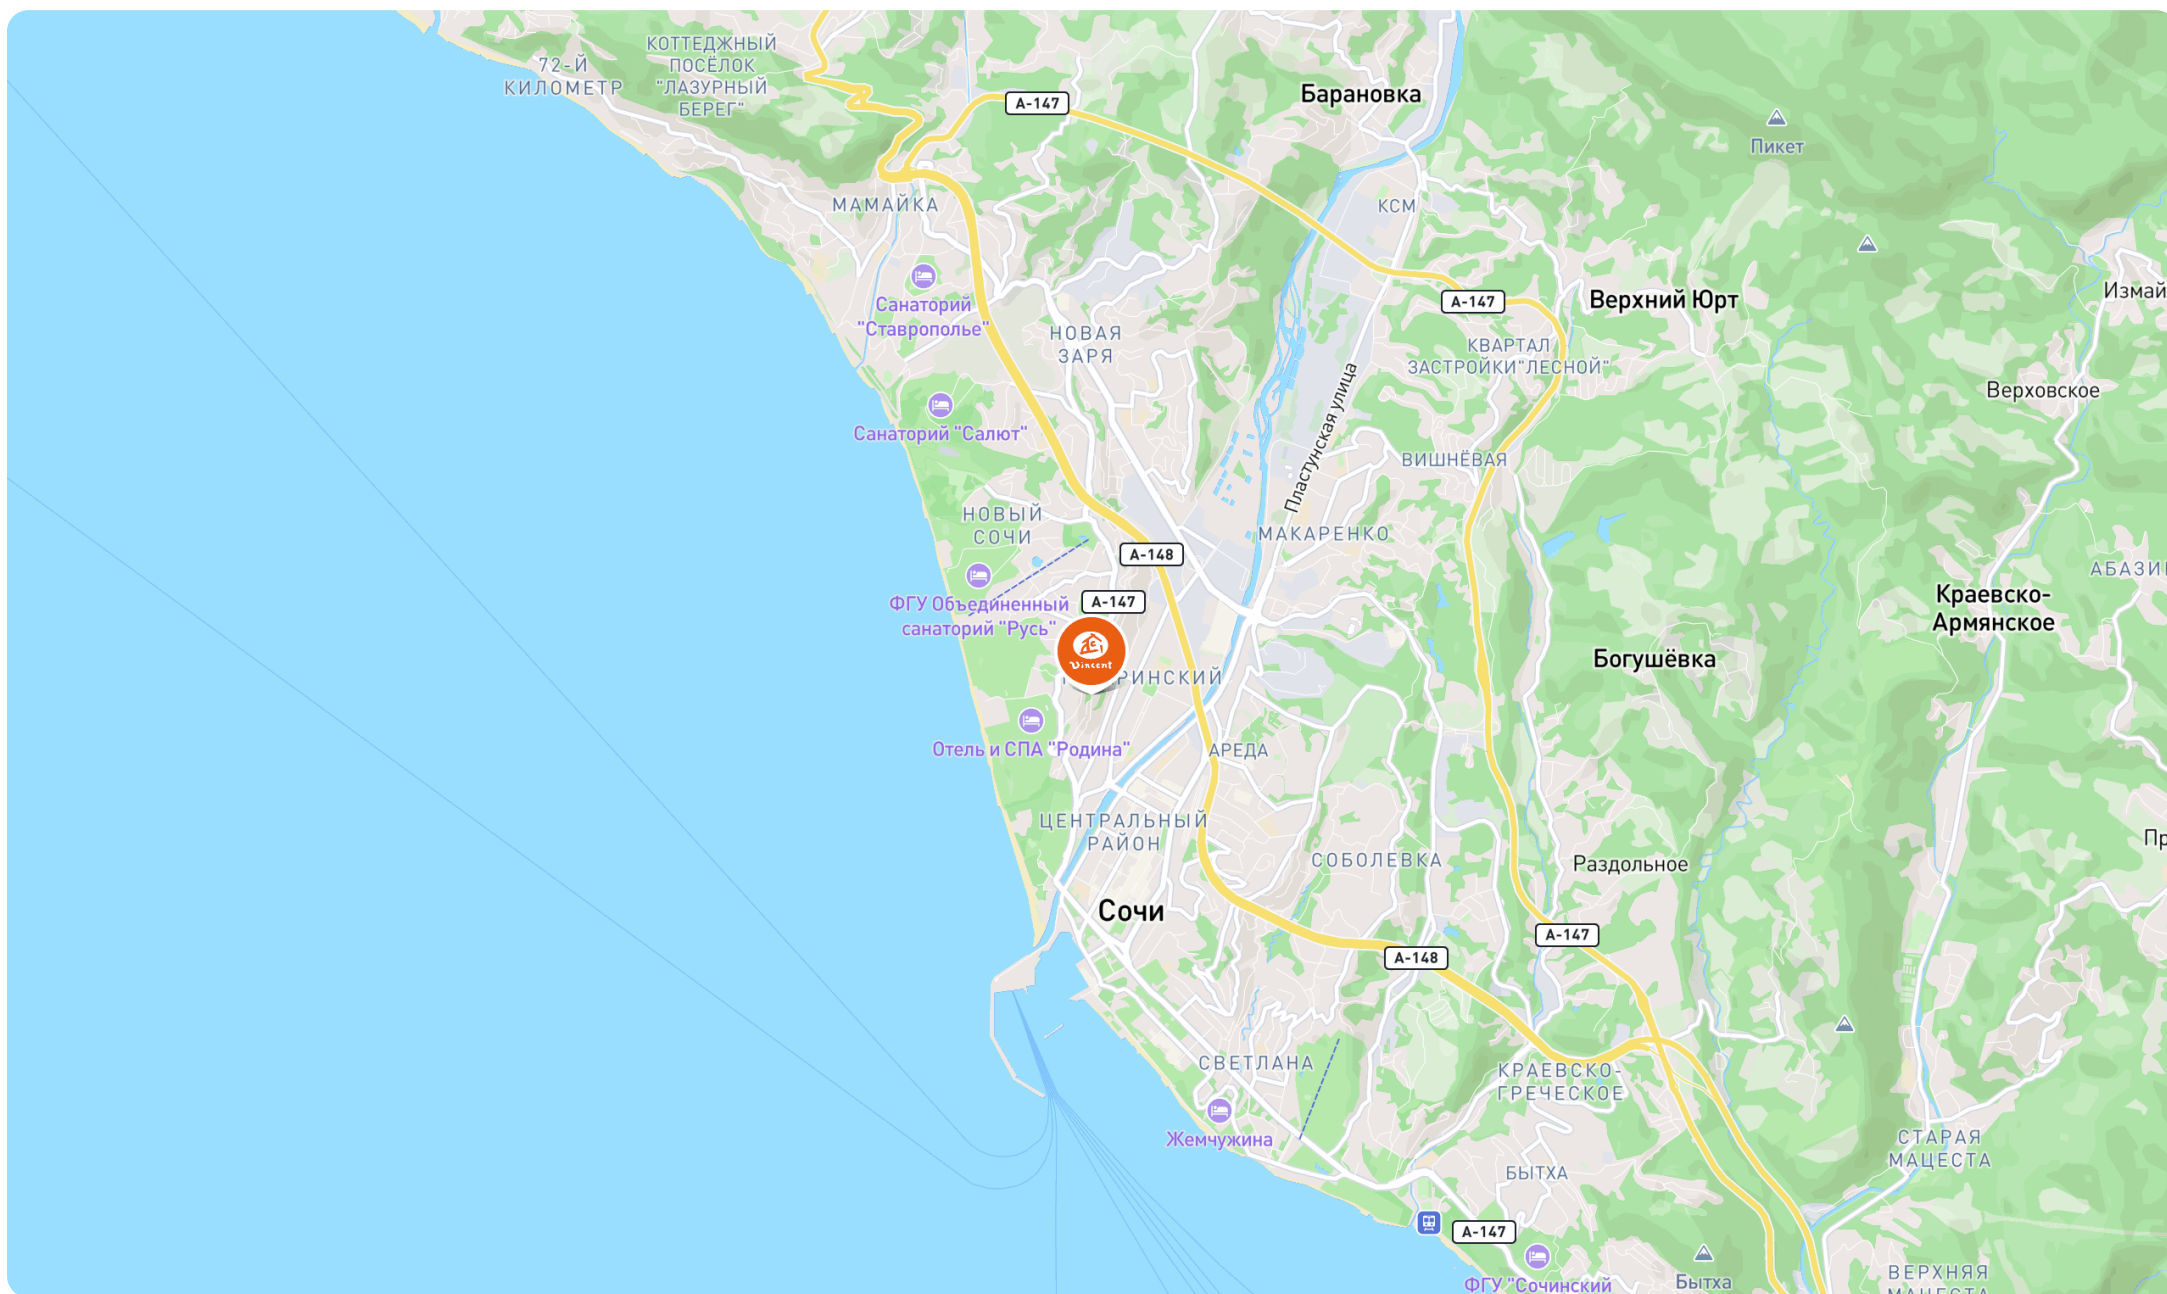 КОТТЕДЖНЫЙ
ПОСЁЛОК
"ЛАЗУРНЫЙ
БЕРЕГ"
72-Й
КИЛОМЕТР
А-147
Барановка
Пикет
МАМАЙКА
КСМ
Санаторий
"Ставрополье"
А-147
Верхний Юрт
Измай
НОВАЯ
ЗАРЯ
КВАРТАЛ
ЗАСТРОЙКИ"ЛЕСНОЙ"
Верховское
Пластунская улица
Санаторий "Салют"
ВИШНЁВАЯ
НОВЫЙ
СОЧИ
МАКАРЕНКО
А-148
АБАЗИ
ФГУ Объединенный
санаторий "Русь"
А-147
Краевско-
Армянское
Vincent
РИНСКИЙ
Богушёвка
Отель и СПА "Родина"
АРЕДА
ЦЕНТРАЛЬНЫЙ
РАЙОН
СОБОЛЕВКА
Раздольное
Пр
Сочи
А-147
А-148
СВЕТЛАНА
КРАЕВСКО-
ГРЕЧЕСКОЕ
Жемчужина
СТАРАЯ
МАЦЕСТА
БЫТХА
А-147
ФГУ "Сочинский
Бытха
ВЕРХНЯЯ
МАЦЕСТА